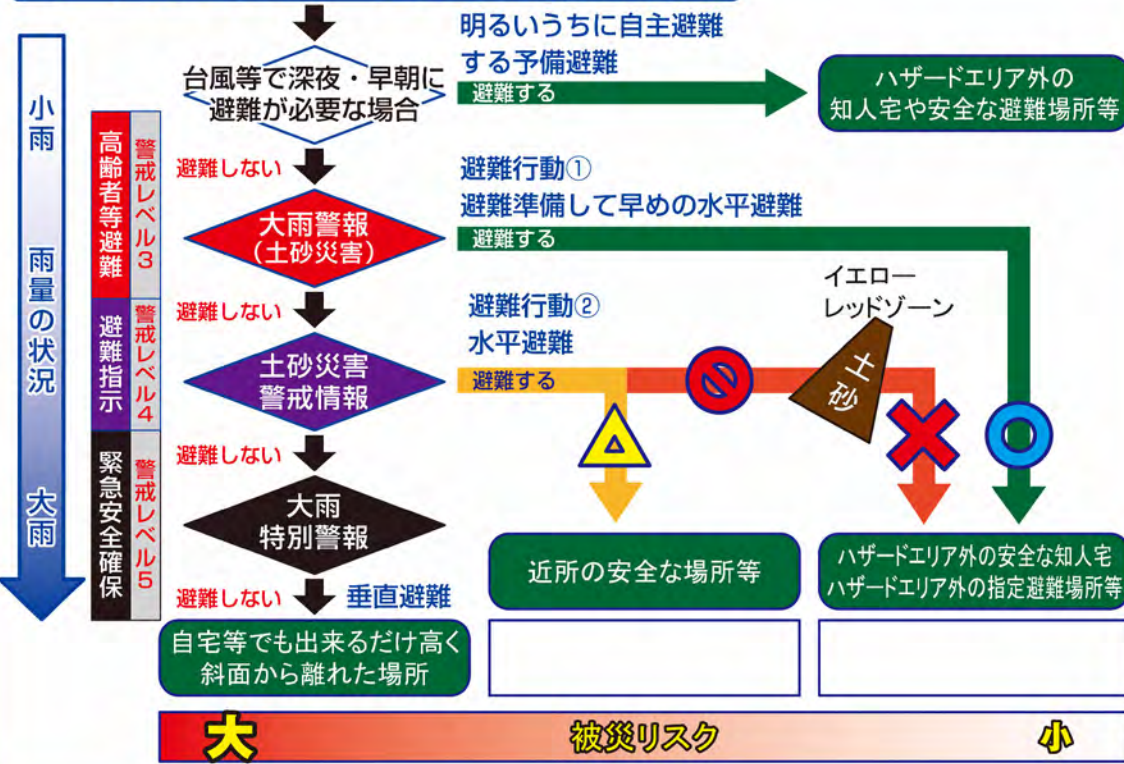 明るいうちに自主避難
する予備避難
台風等で深夜・早朝に
避難が必要な場合
避難する
ハザードエリア外の
知人宅や安全な避難場所等
小雨
雨量の状況
大雨
高齢者等避難
警戒レベル3
避難しない
避難行動①
避難準備して早めの水平避難
大雨警報
(土砂災害)
避難する
イエロー
レッドゾーン
避難指示
警戒レベル4
避難しない
避難行動②
水平避難
土砂災害
警戒情報
避難する
土砂
緊急安全確保
警戒レベル5
避難しない
大雨
特別警報
近所の安全な場所等
ハザードエリア外の安全な知人宅
ハザードエリア外の指定避難場所等
避難しない
垂直避難
自宅等でも出来るだけ高く
斜面から離れた場所
大
被災リスク
小